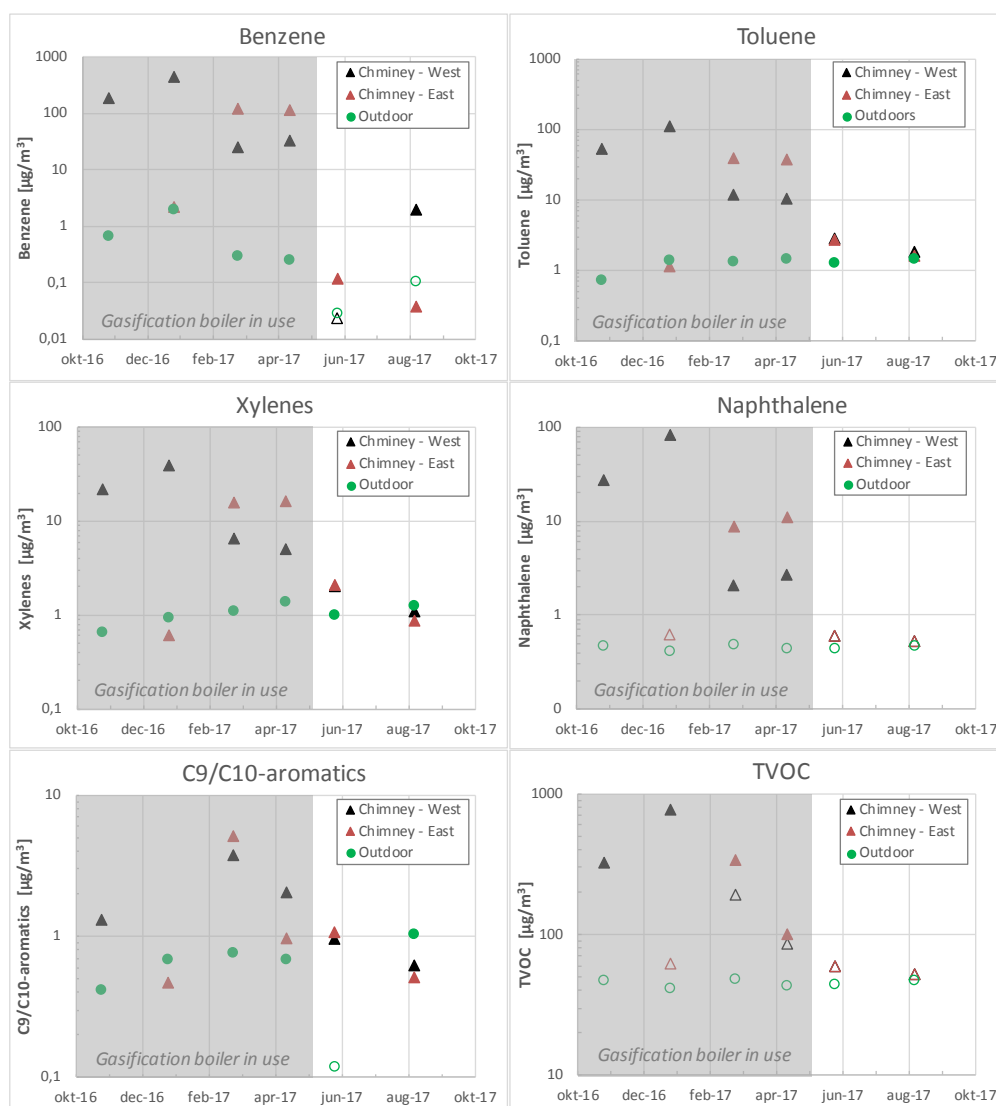 Benzene
Benzene [µg/m³]
1000
100
10
1
0,1
0,01
Chminey - West
Chimney - East
Outdoor
Gasification boiler in use
okt-16 dec-16 feb-17 apr-17 jun-17 aug-17 okt-17
Toluene
Toluene [µg/m³]
1000
100
10
1
0,1
Chimney - West
Chimney - East
Outdoors
Gasification boiler in use
okt-16 dec-16 feb-17 apr-17 jun-17 aug-17 okt-17
Xylenes
Xylenes [µg/m³]
100
10
1
0,1
Chminey - West
Chimney - East
Outdoor
Gasification boiler in use
okt-16 dec-16 feb-17 apr-17 jun-17 aug-17 okt-17
Naphthalene
Naphthalene [µg/m³]
100
10
1
0
Chimney - West
Chimney - East
Outdoor
Gasification boiler in use
okt-16 dec-16 feb-17 apr-17 jun-17 aug-17 okt-17
C9/C10-aromatics
C9/C10-aromatics [µg/m³]
10
1
0,1
Chimney - West
Chimney - East
Outdoor
Gasification boiler in use
okt-16 dec-16 feb-17 apr-17 jun-17 aug-17 okt-17
TVOC
TVOC [µg/m³]
1000
100
10
Chimney - West
Chimney - East
Outdoor
Gasification boiler in use
okt-16 dec-16 feb-17 apr-17 jun-17 aug-17 okt-17